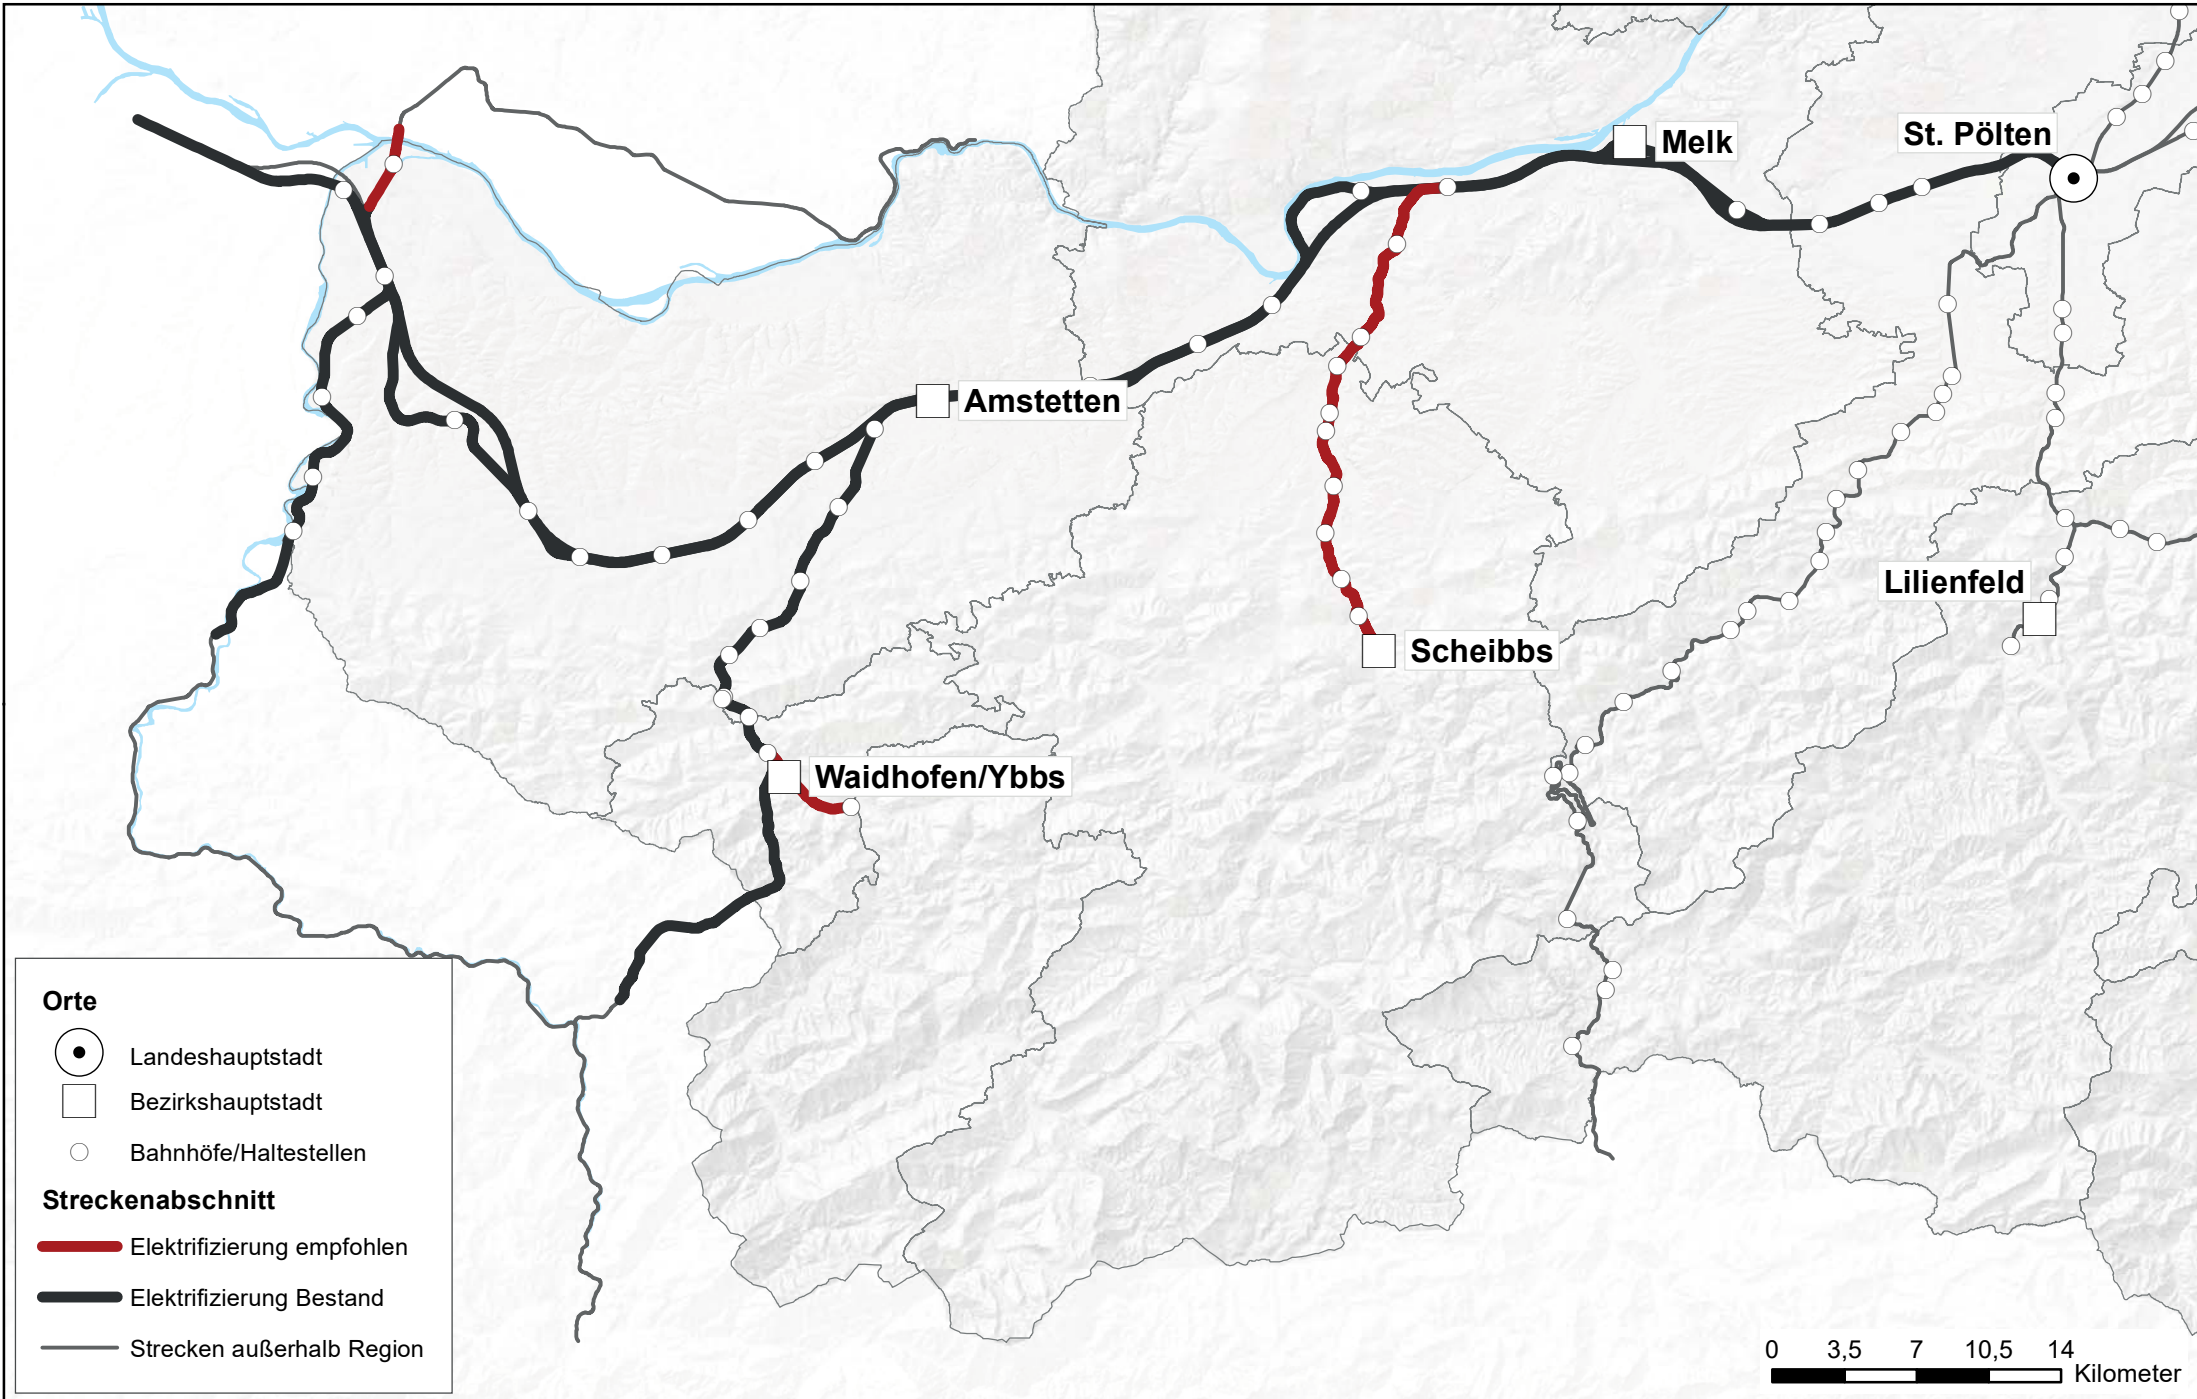 Melk
St. Pölten
Amstetten
Lilienfeld
Scheibbs
Waidhofen/Ybbs
Orte
Landeshauptstadt
Bezirkshauptstadt
Bahnhöfe/Haltestellen
Streckenabschnitt
Elektrifizierung empfohlen
Elektrifizierung Bestand
Strecken außerhalb Region
0 3,5 7 10,5 14
Kilometer